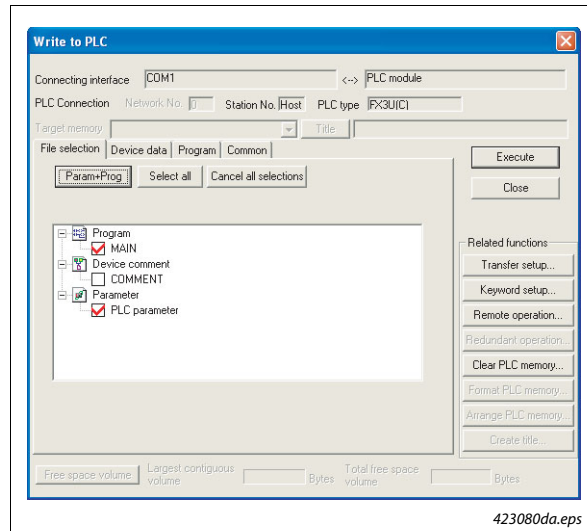 Write to PLC
Connecting interface COM1 <--> PLC module
PLC Connection Network No. 0 Station No. Host PLC type FX3U(C)
Target memory Title
File selection Device data Program Common
Param+Prog Select all Cancel all selections
Execute
Close
Program
MAIN
Device comment
COMMENT
Parameter
PLC parameter
Related functions
Transfer setup...
Keyword setup...
Remote operation...
Redundant operation...
Clear PLC memory...
Format PLC memory...
Arrange PLC memory...
Create title...
Free space volume Largest contiguous volume Bytes Total free space volume Bytes
423080da.eps